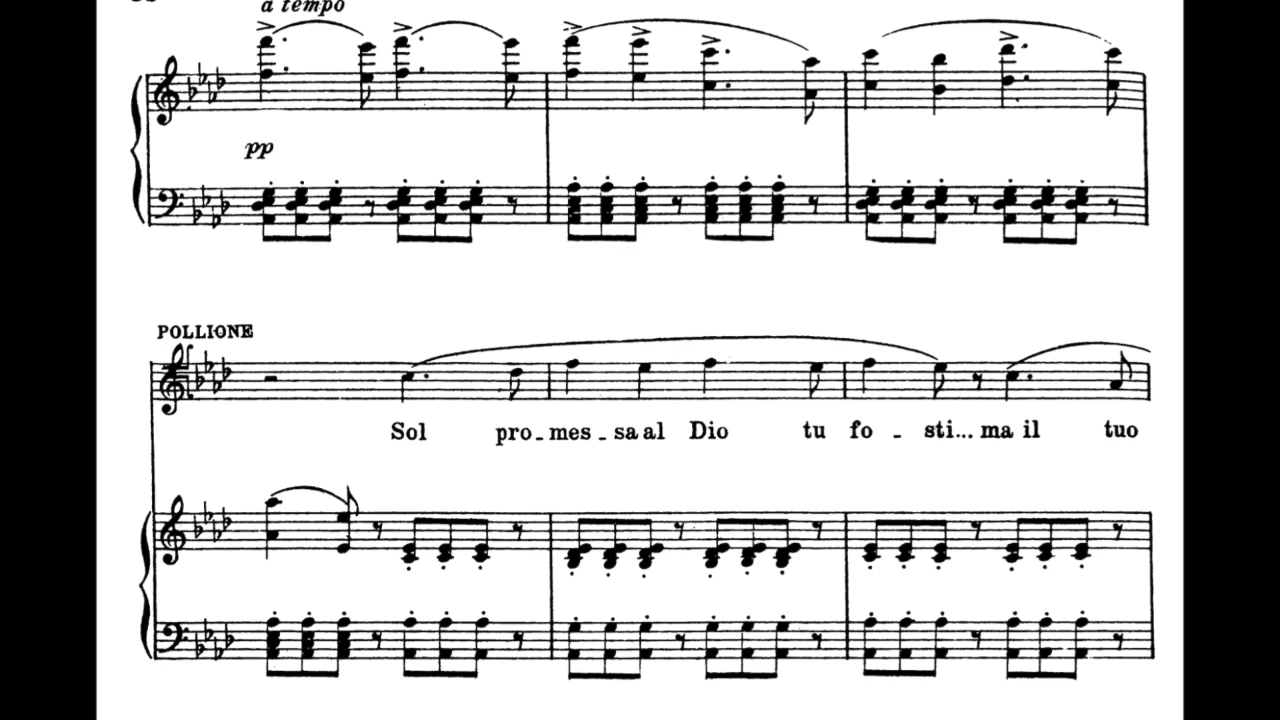 a tempo
pp
POLLIONE
Sol pro - mes - sa al Dio tu fo - sti... ma il tuo